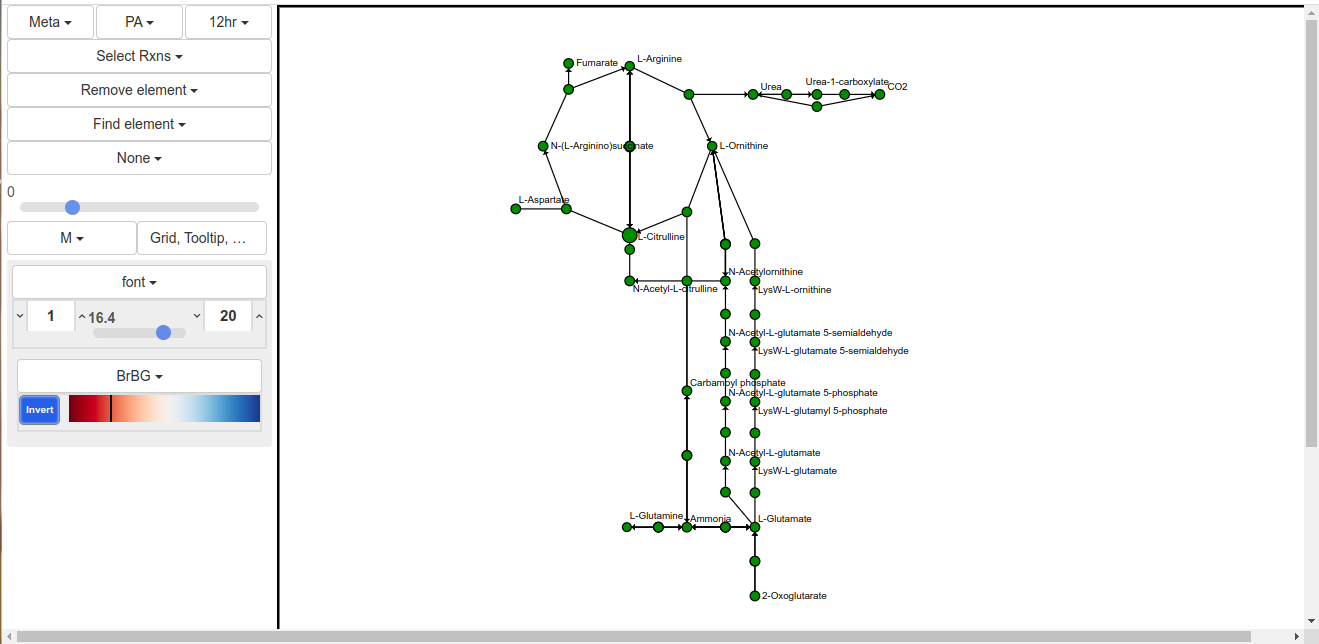 Meta PA 12hr
Select Rxns
Remove element
Find element
None
0
M Grid, Tooltip, …
font
1 16.4 20
BrBG
Invert
Fumarate
L-Arginine
Urea
Urea-1-carboxylate
CO2
N-(L-Arginino)succinate
L-Ornithine
L-Aspartate
L-Citrulline
N-Acetylornithine
N-Acetyl-L-citrulline
LysW-L-ornithine
N-Acetyl-L-glutamate 5-semialdehyde
LysW-L-glutamate 5-semialdehyde
Carbamoyl phosphate
N-Acetyl-L-glutamate 5-phosphate
LysW-L-glutamyl 5-phosphate
N-Acetyl-L-glutamate
LysW-L-glutamate
L-Glutamine
Ammonia
L-Glutamate
2-Oxoglutarate